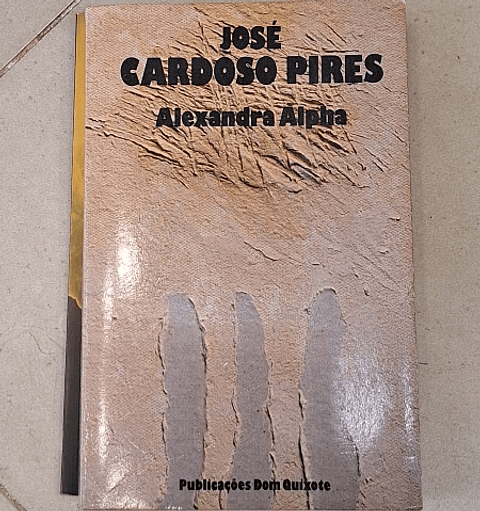 JOSÉ
CARDOSO PIRES
Alexandra Alpha
Publicações Dom Quixote